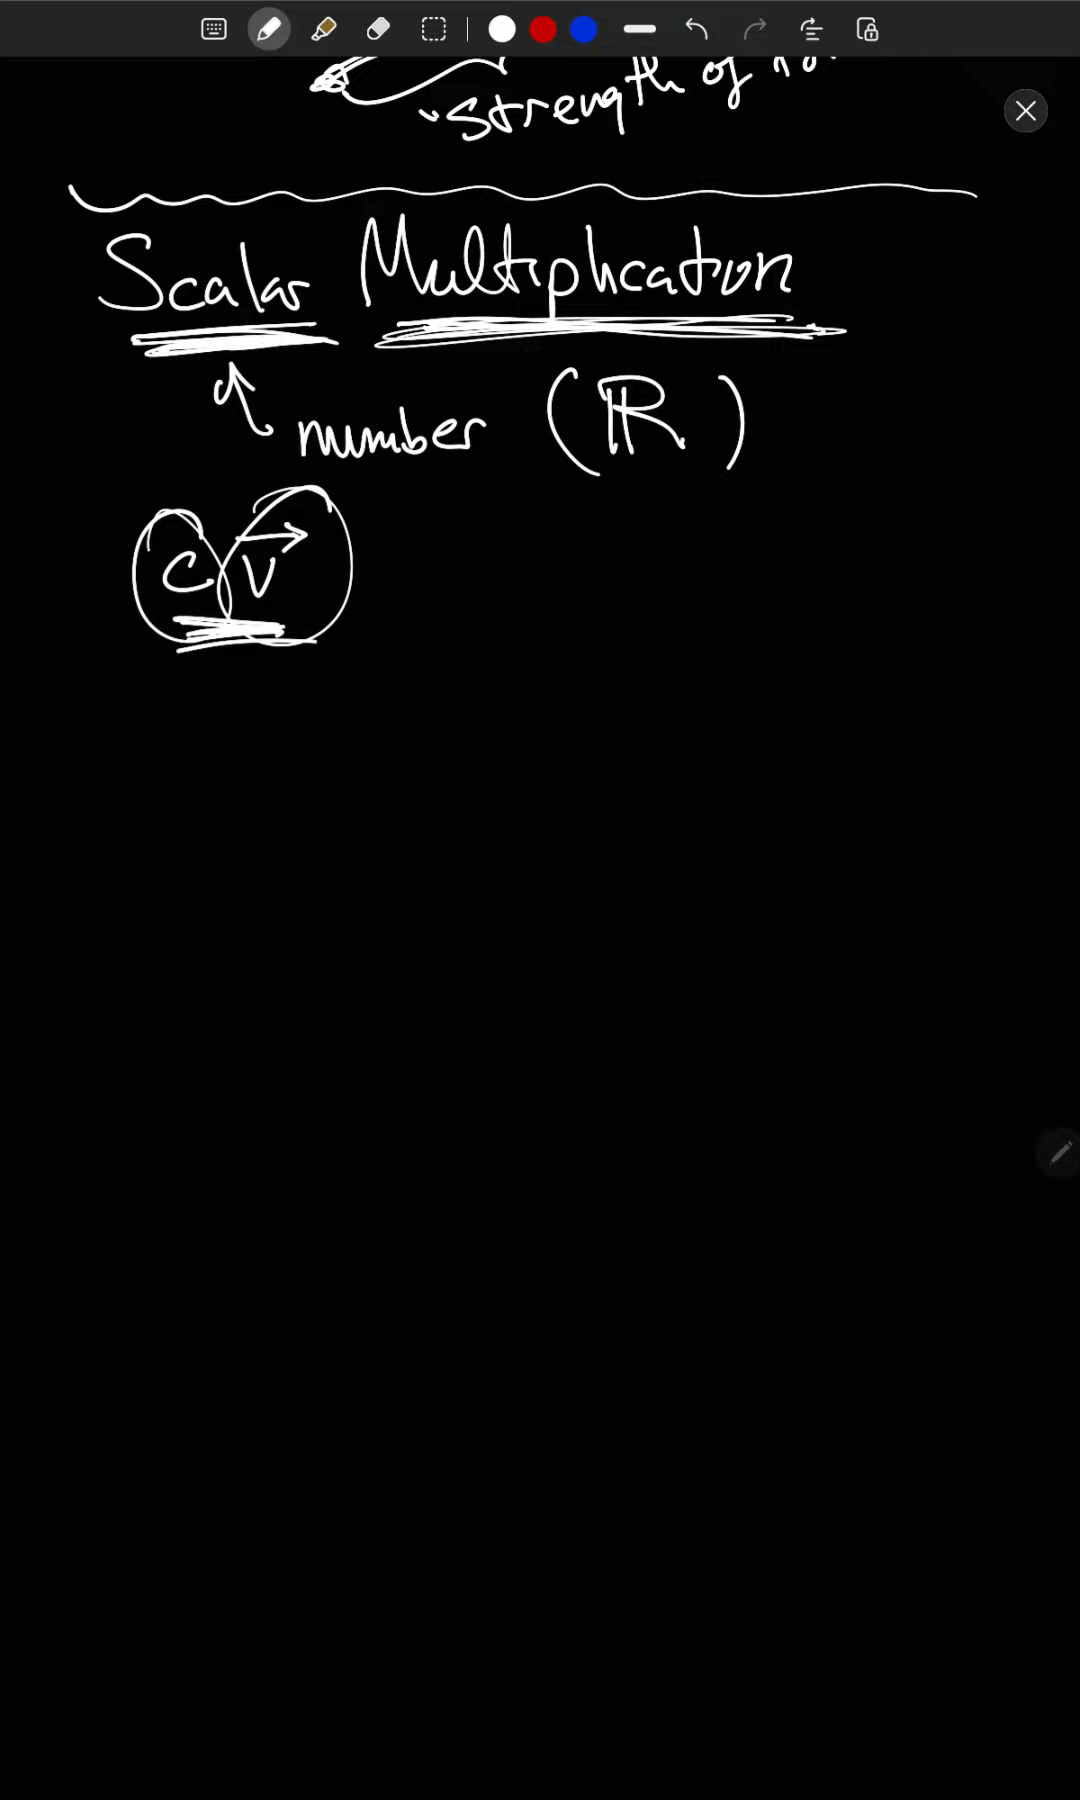 strength of
Scalar Multiplication
number (ℝ)
c v⃗